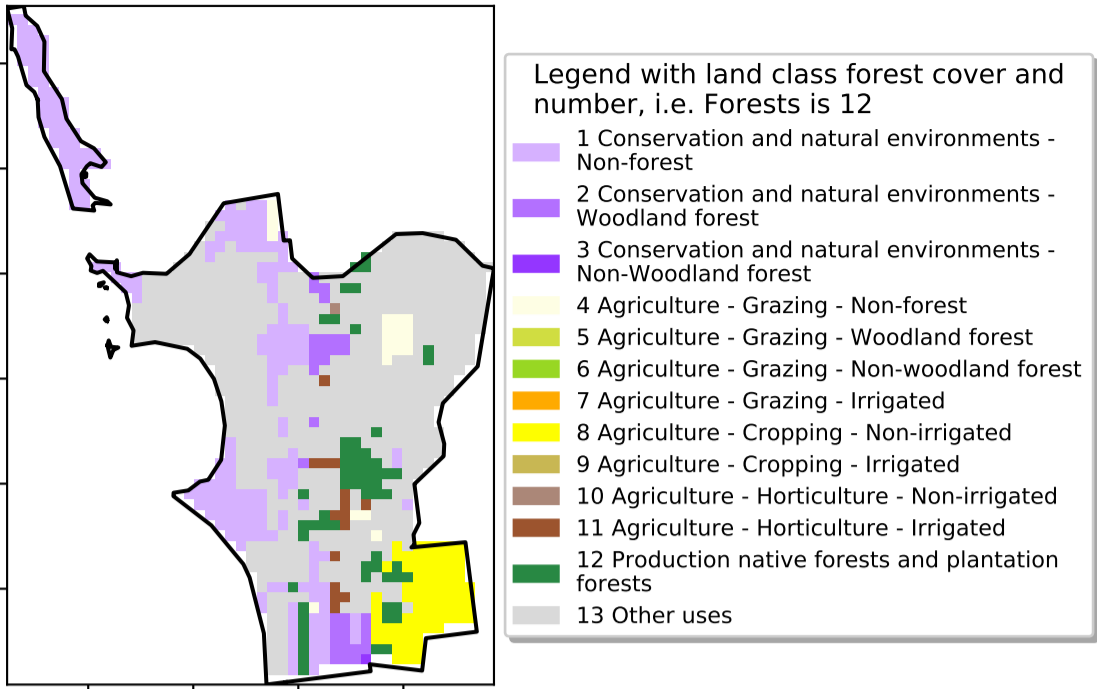 Legend with land class forest cover and
number, i.e. Forests is 12
1 Conservation and natural environments -
Non-forest
2 Conservation and natural environments -
Woodland forest
3 Conservation and natural environments -
Non-Woodland forest
4 Agriculture - Grazing - Non-forest
5 Agriculture - Grazing - Woodland forest
6 Agriculture - Grazing - Non-woodland forest
7 Agriculture - Grazing - Irrigated
8 Agriculture - Cropping - Non-irrigated
9 Agriculture - Cropping - Irrigated
10 Agriculture - Horticulture - Non-irrigated
11 Agriculture - Horticulture - Irrigated
12 Production native forests and plantation
forests
13 Other uses